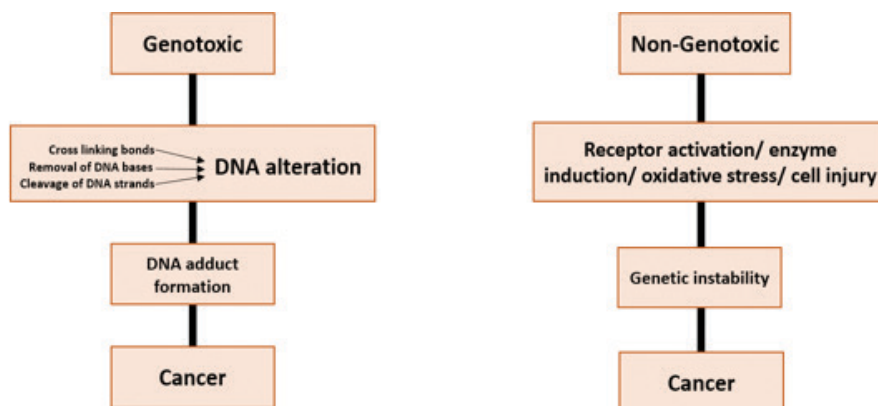 Genotoxic
Cross linking bonds
Removal of DNA bases
Cleavage of DNA strands
DNA alteration
DNA adduct
formation
Cancer
Non-Genotoxic
Receptor activation/ enzyme
induction/ oxidative stress/ cell injury
Genetic instability
Cancer